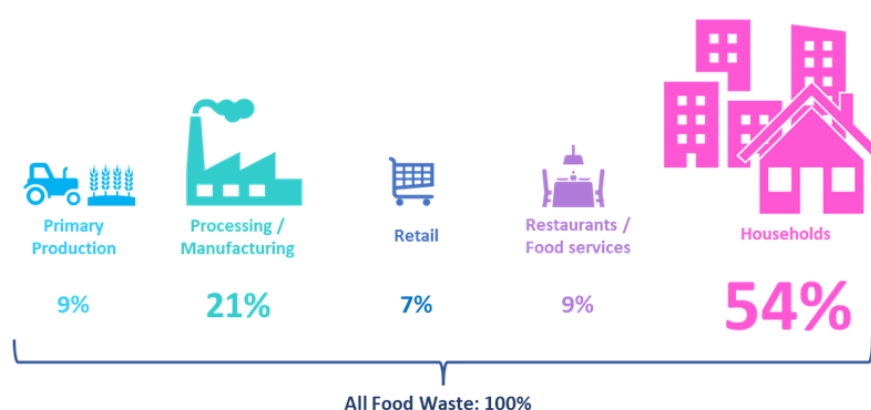 Primary
Production
9%
Processing /
Manufacturing
21%
Retail
7%
Restaurants /
Food services
9%
Households
54%
All Food Waste: 100%